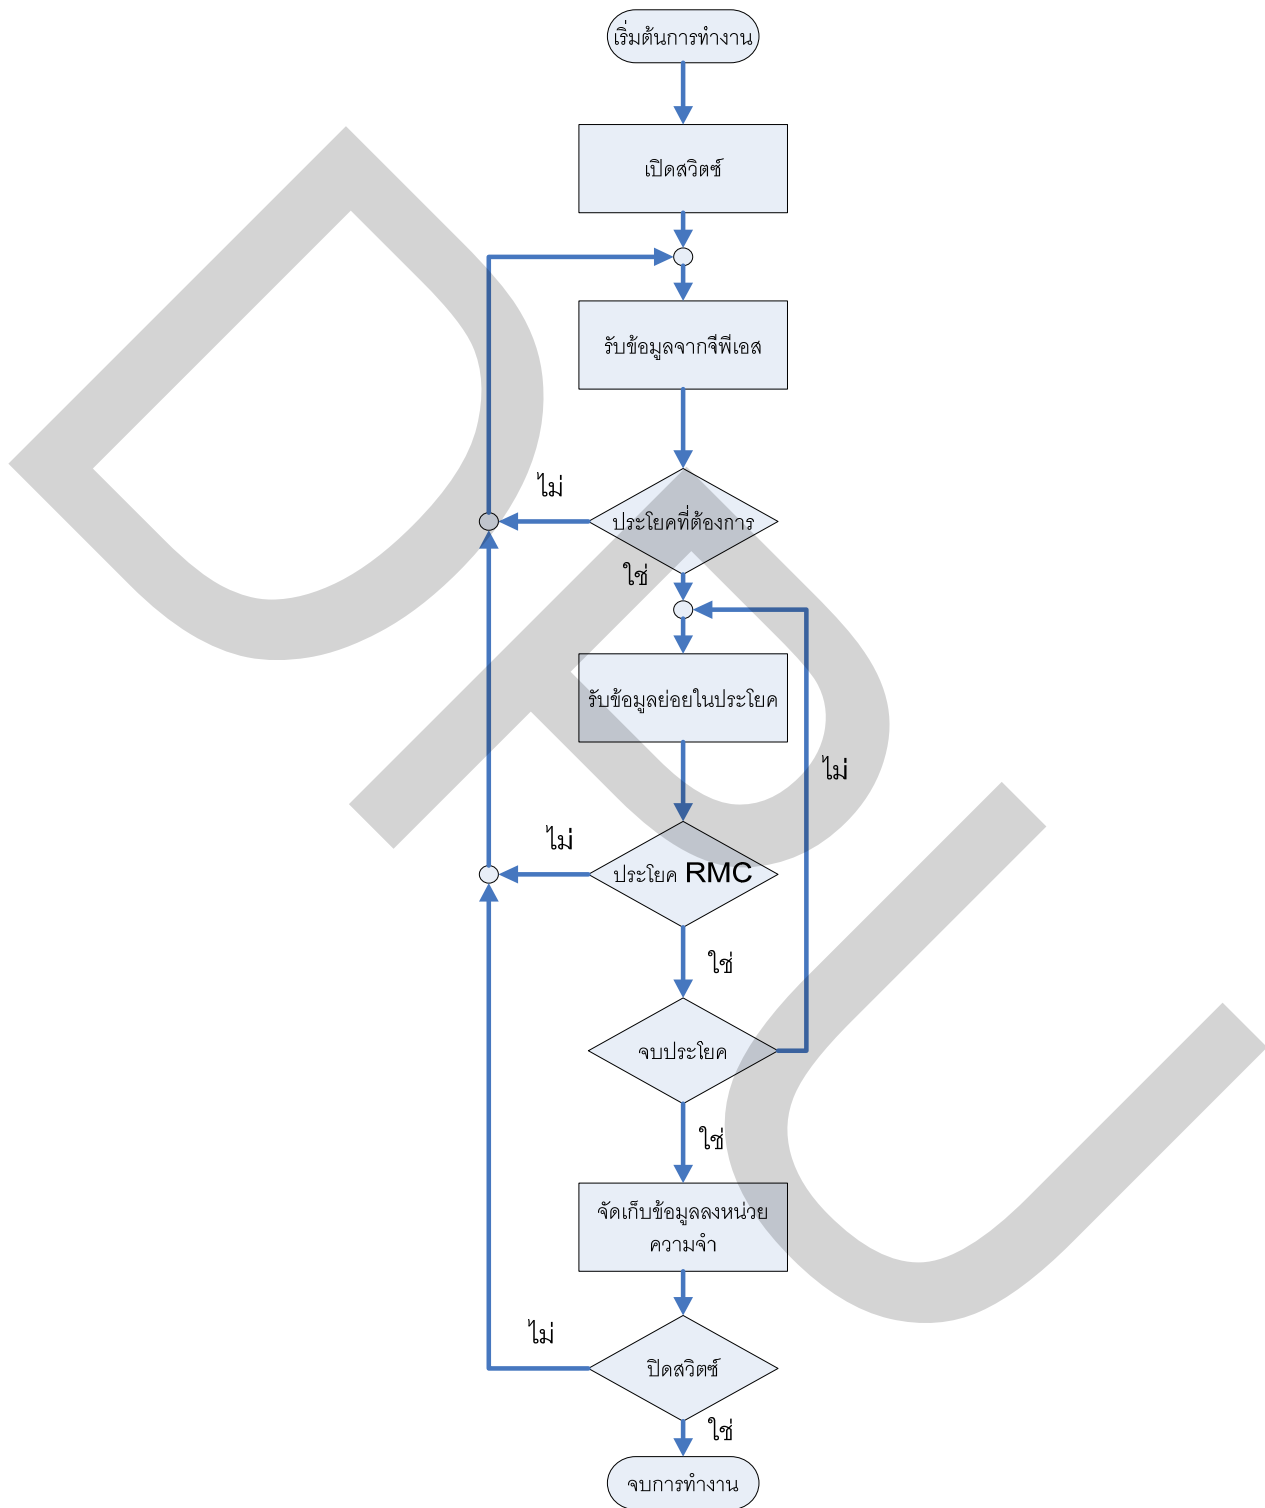 เริ่มต้นการทำงาน
เปิดสวิตซ์
รับข้อมูลจากจีพีเอส
ไม่
ประโยคที่ต้องการ
ใช่
รับข้อมูลย่อยในประโยค
ไม่
ไม่
ประโยค RMC
ใช่
จบประโยค
ใช่
จัดเก็บข้อมูลลงหน่วย
ความจำ
ไม่
ปิดสวิตซ์
ใช่
จบการทำงาน
DPU